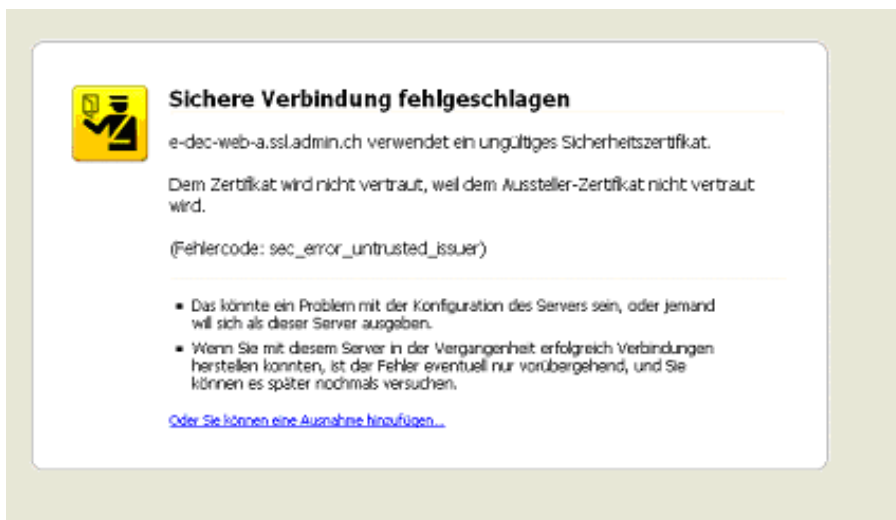 Sichere Verbindung fehlgeschlagen
e-dec-web-a.ssl.admin.ch verwendet ein ungültiges Sicherheitszertifikat.
Dem Zertifikat wird nicht vertraut, weil dem Aussteller-Zertifikat nicht vertraut
wird.
(Fehlercode: sec_error_untrusted_issuer)
▪ Das könnte ein Problem mit der Konfiguration des Servers sein, oder jemand
will sich als dieser Server ausgeben.
▪ Wenn Sie mit diesem Server in der Vergangenheit erfolgreich Verbindungen
herstellen konnten, ist der Fehler eventuell nur vorübergehend, und Sie
können es später nochmals versuchen.
Oder Sie können eine Ausnahme hinzufügen...